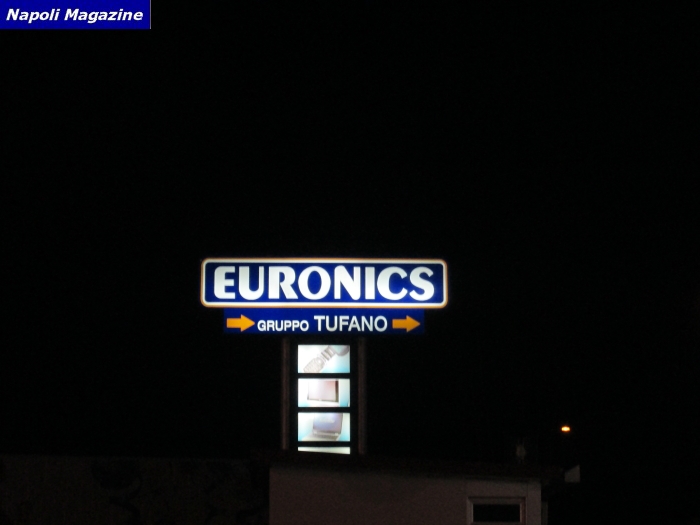 Napoli Magazine
EURONICS
GRUPPO TUFANO